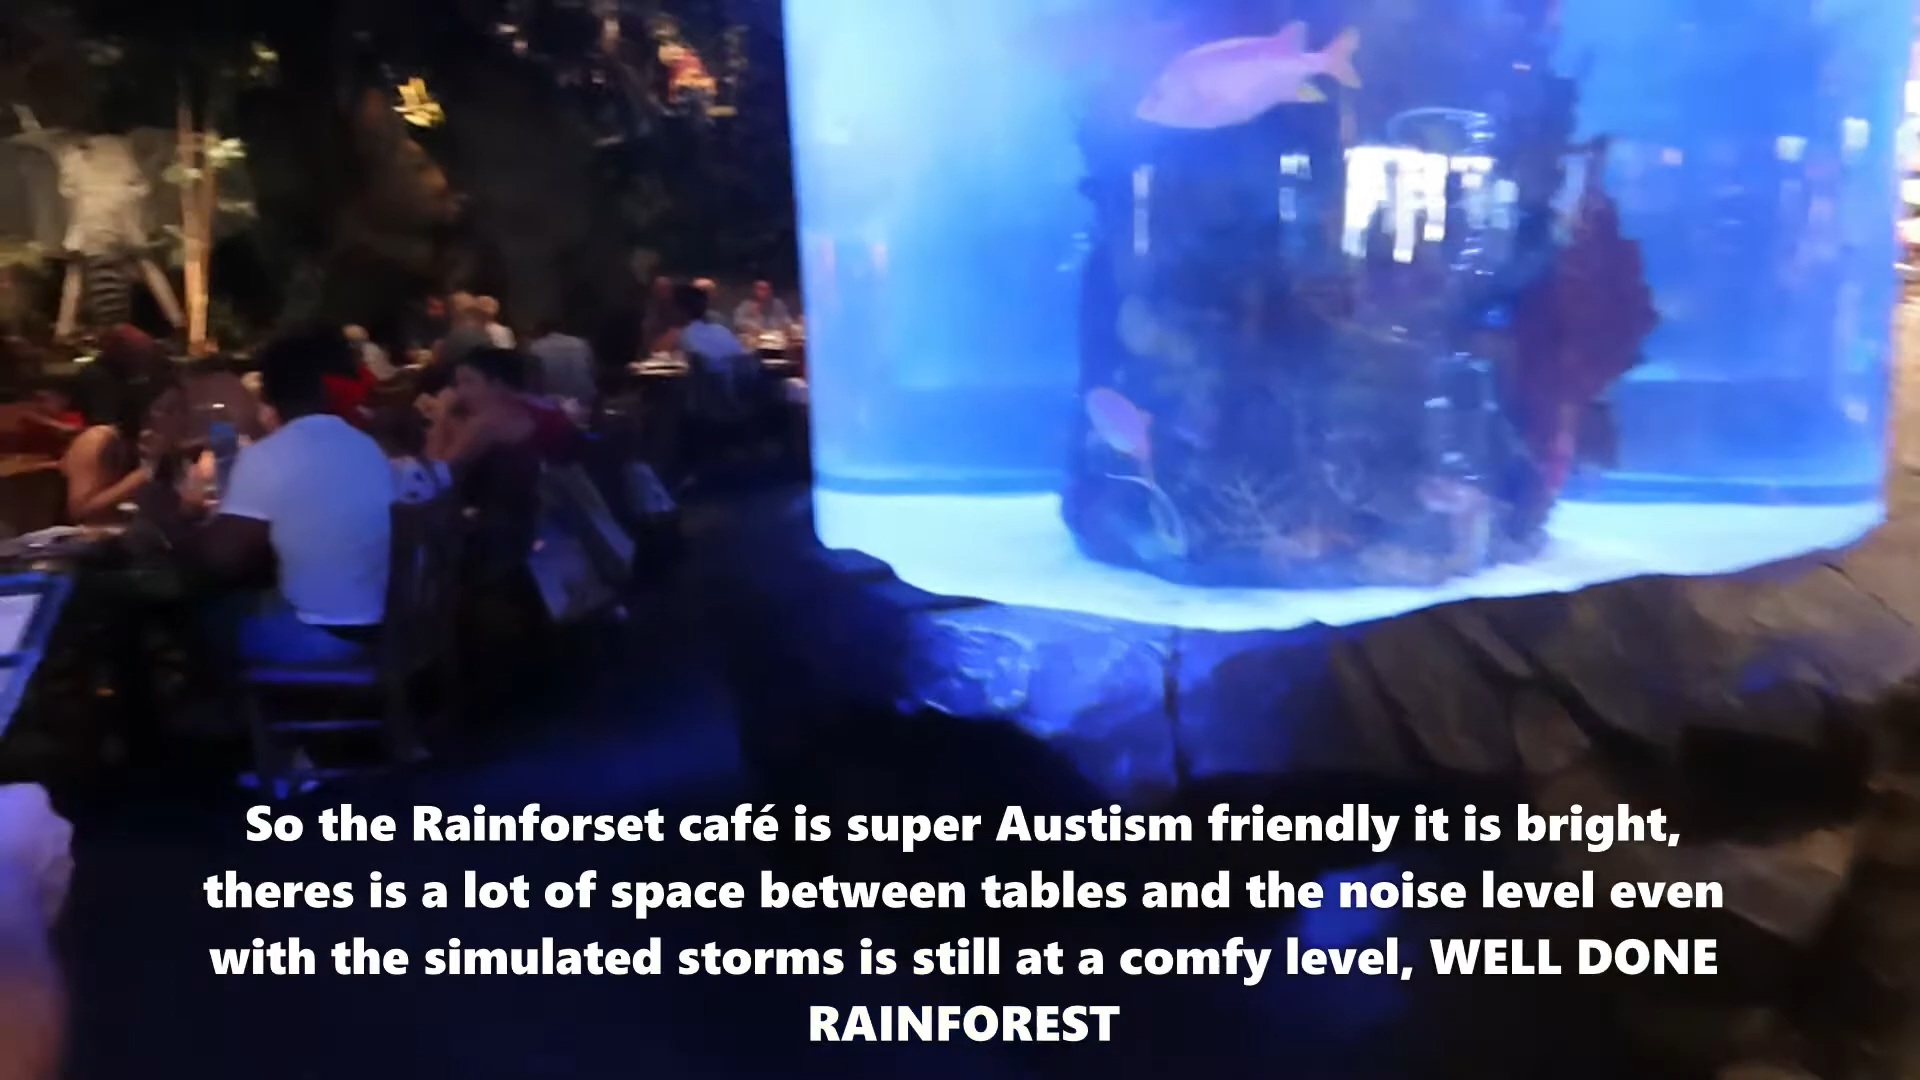 So the Rainforset café is super Austism friendly it is bright,
theres is a lot of space between tables and the noise level even
with the simulated storms is still at a comfy level, WELL DONE
RAINFOREST